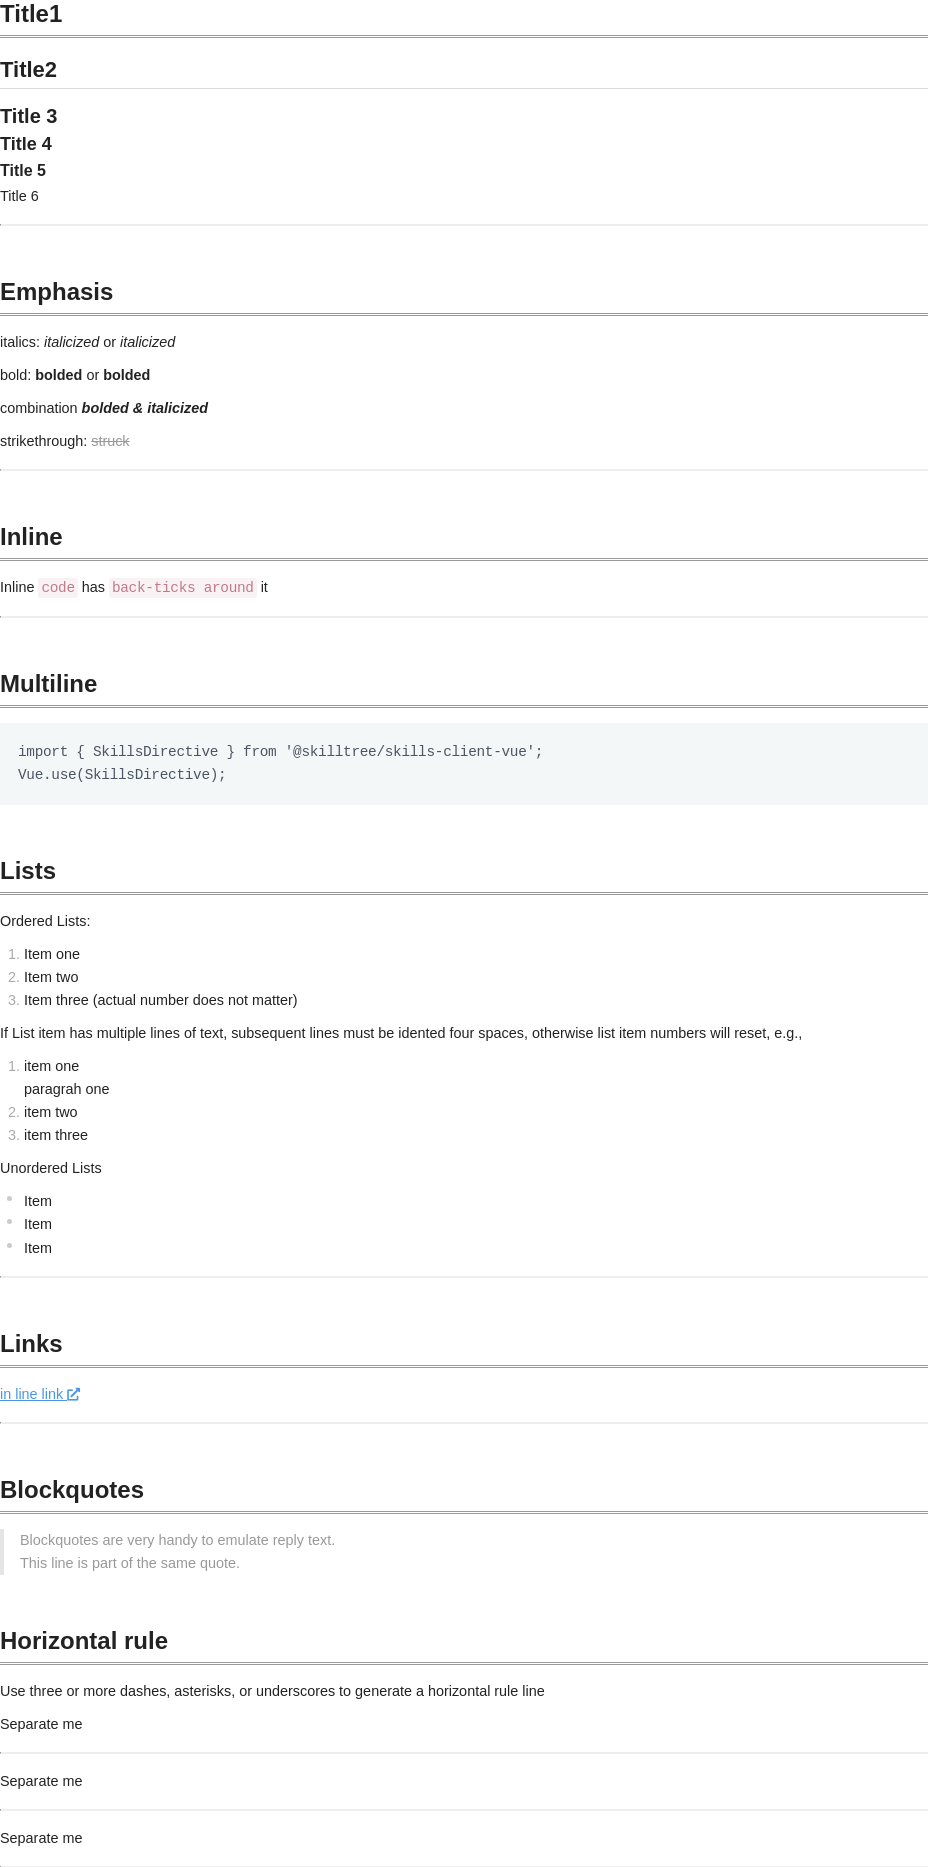 Title1
Title2
Title 3
Title 4
Title 5
Title 6
Emphasis
italics: italicized or italicized
bold: bolded or bolded
combination bolded & italicized
strikethrough: struck
Inline
Inline code has back-ticks around it
Multiline
import { SkillsDirective } from '@skilltree/skills-client-vue';
Vue.use(SkillsDirective);
Lists
Ordered Lists:
1. Item one
2. Item two
3. Item three (actual number does not matter)
If List item has multiple lines of text, subsequent lines must be idented four spaces, otherwise list item numbers will reset, e.g.,
1. item one
paragrah one
2. item two
3. item three
Unordered Lists
• Item
• Item
• Item
Links
in line link
Blockquotes
Blockquotes are very handy to emulate reply text.
This line is part of the same quote.
Horizontal rule
Use three or more dashes, asterisks, or underscores to generate a horizontal rule line
Separate me
Separate me
Separate me